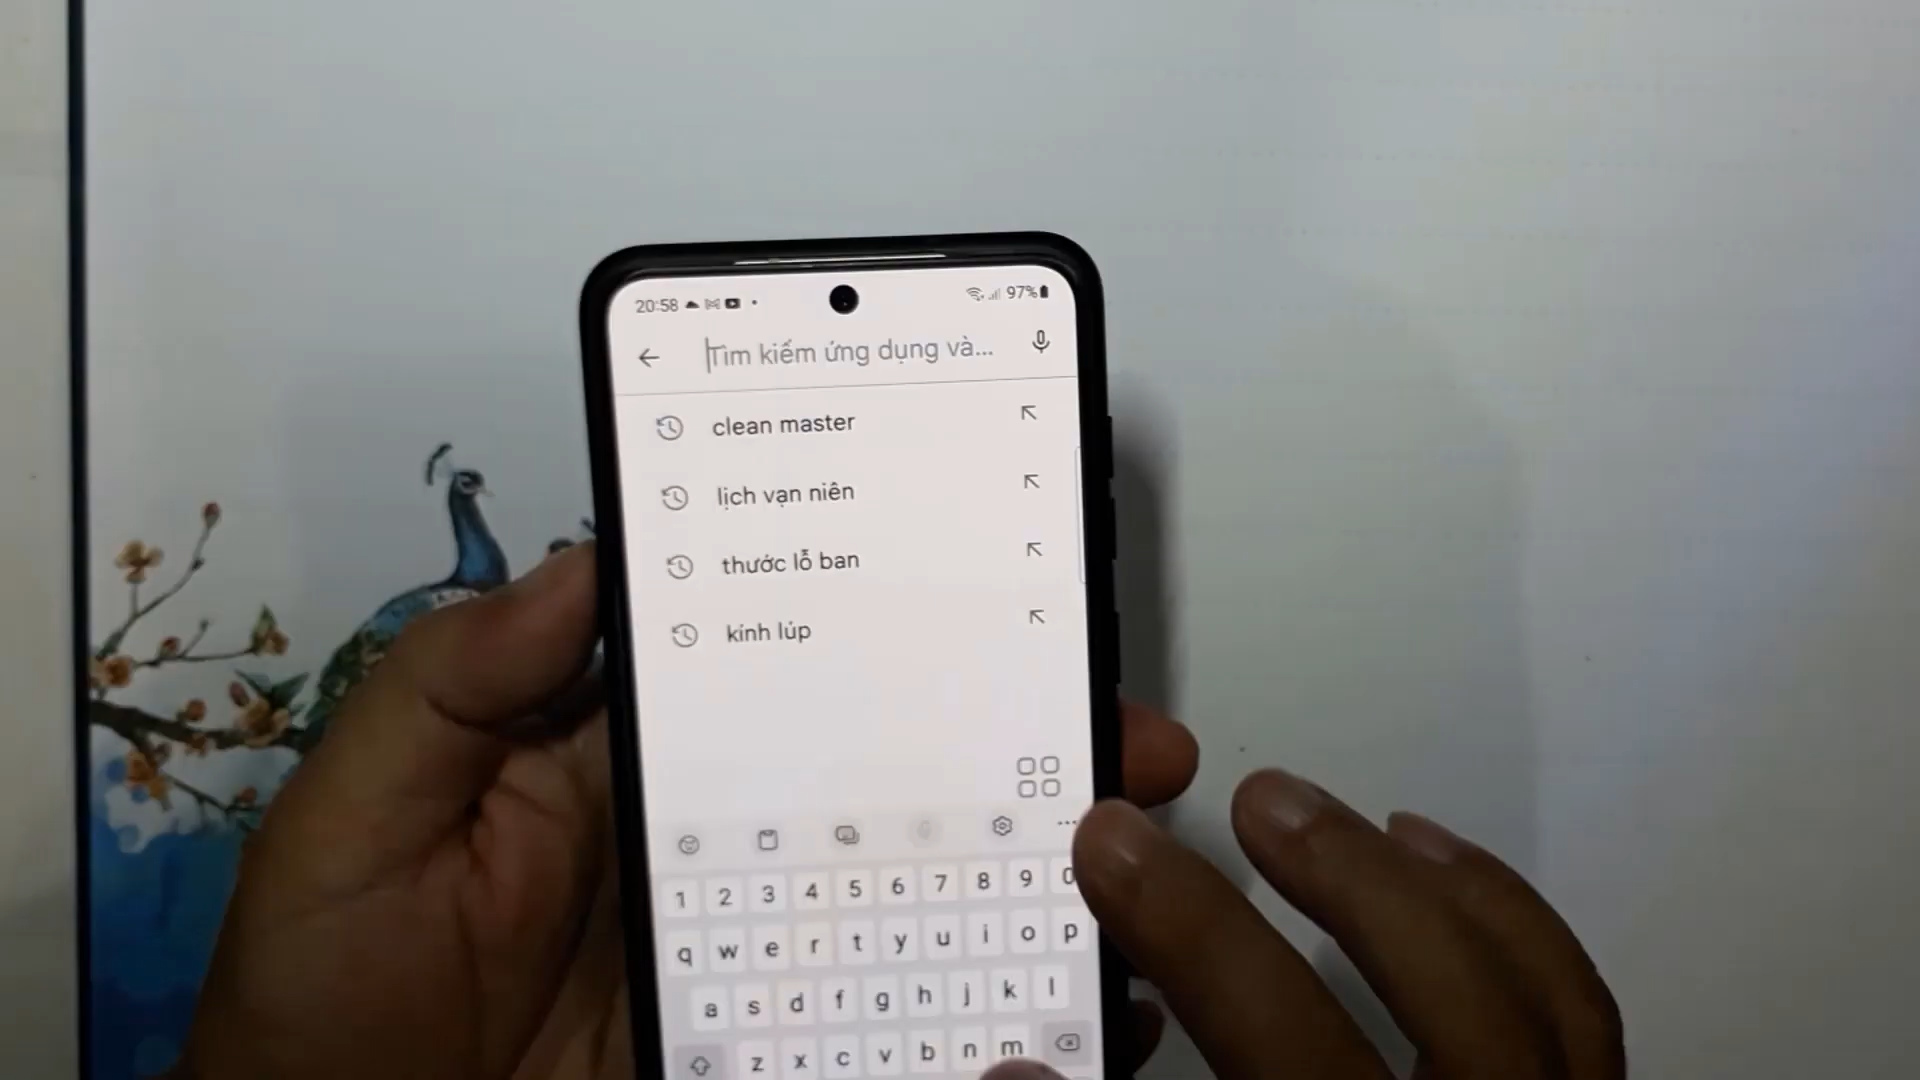 20:58
97%
Tìm kiếm ứng dụng và...
clean master
lịch vạn niên
thước lỗ ban
kính lúp
1 2 3 4 5 6 7 8 9 0
q w e r t y u i o p
a s d f g h j k l
z x c v b n m